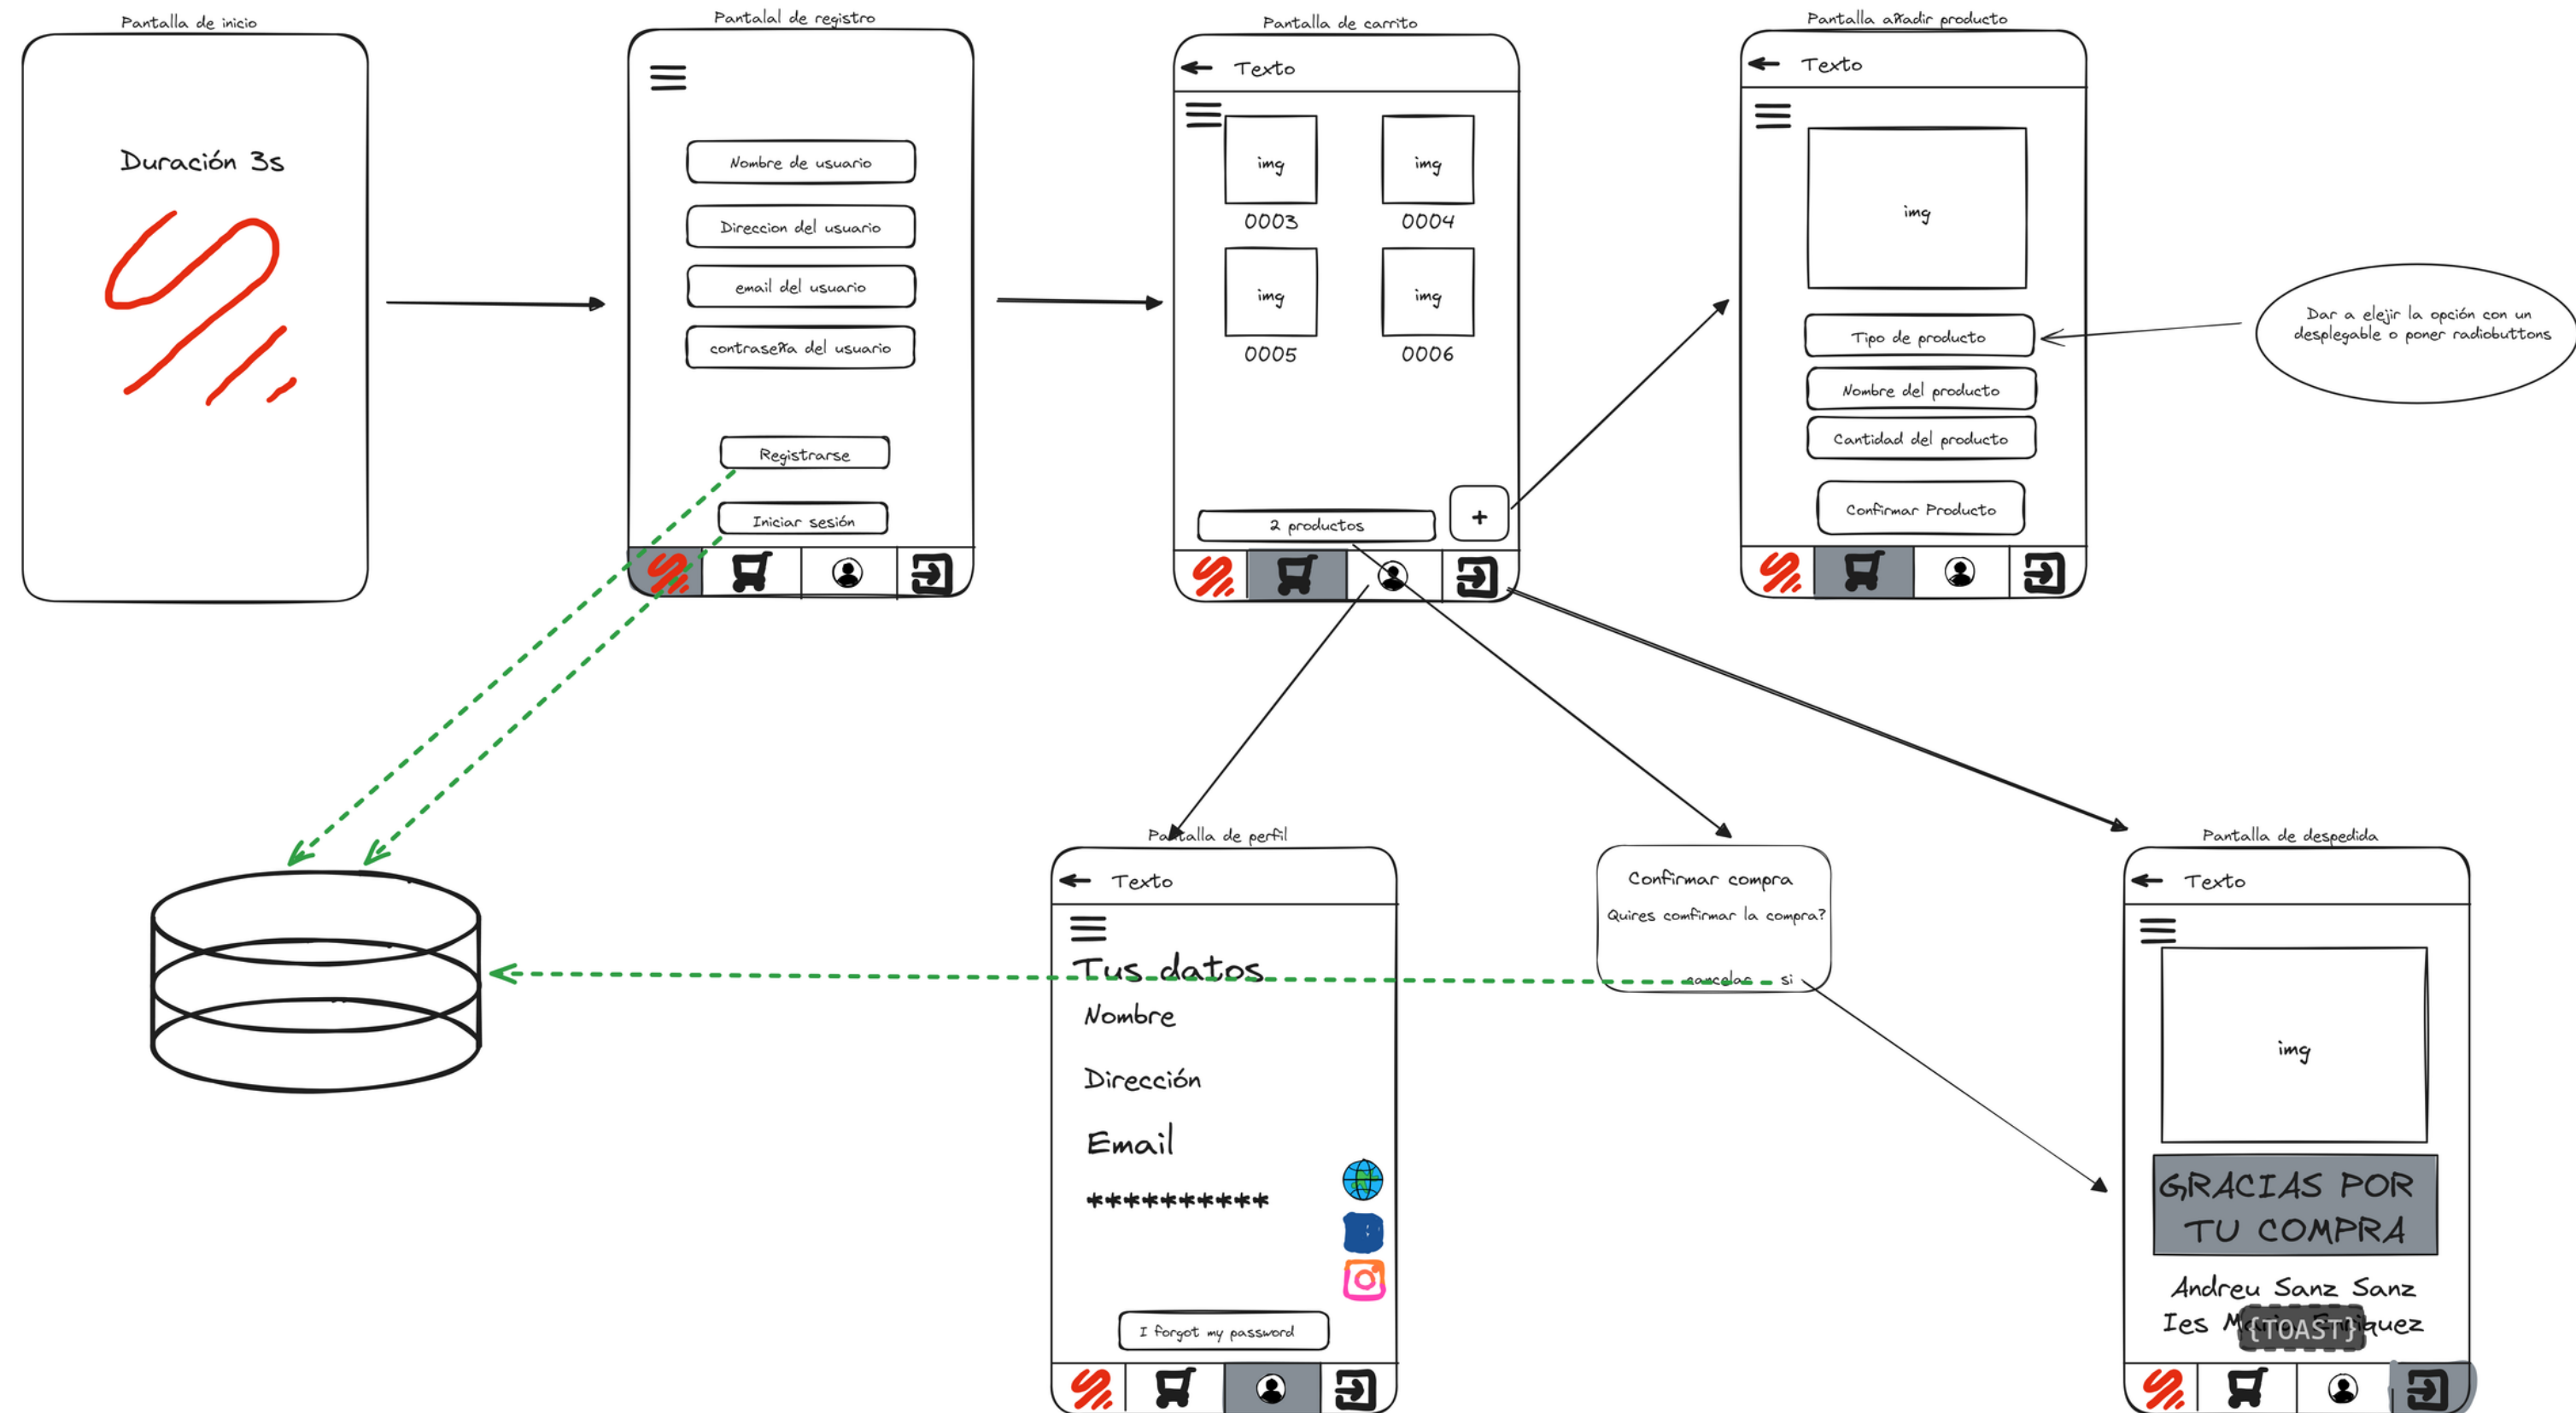 Pantalla de inicio
Duración 3s
Pantalal de registro
Nombre de usuario
Direccion del usuario
email del usuario
contraseña del usuario
Registrarse
Iniciar sesión
Pantalla de carrito
Texto
img
img
0003
0004
img
img
0005
0006
2 productos
+
Pantalla añadir producto
Texto
img
Tipo de producto
Nombre del producto
Cantidad del producto
Confirmar Producto
Dar a elejir la opción con un
desplegable o poner radiobuttons
Pantalla de perfil
Texto
Tus datos
Nombre
Dirección
Email
**********
I forgot my password
Confirmar compra
Quires comfirmar la compra?
cancelar si
Pantalla de despedida
Texto
img
GRACIAS POR
TU COMPRA
Andreu Sanz Sanz
Ies Maria Enriquez
{TOAST}